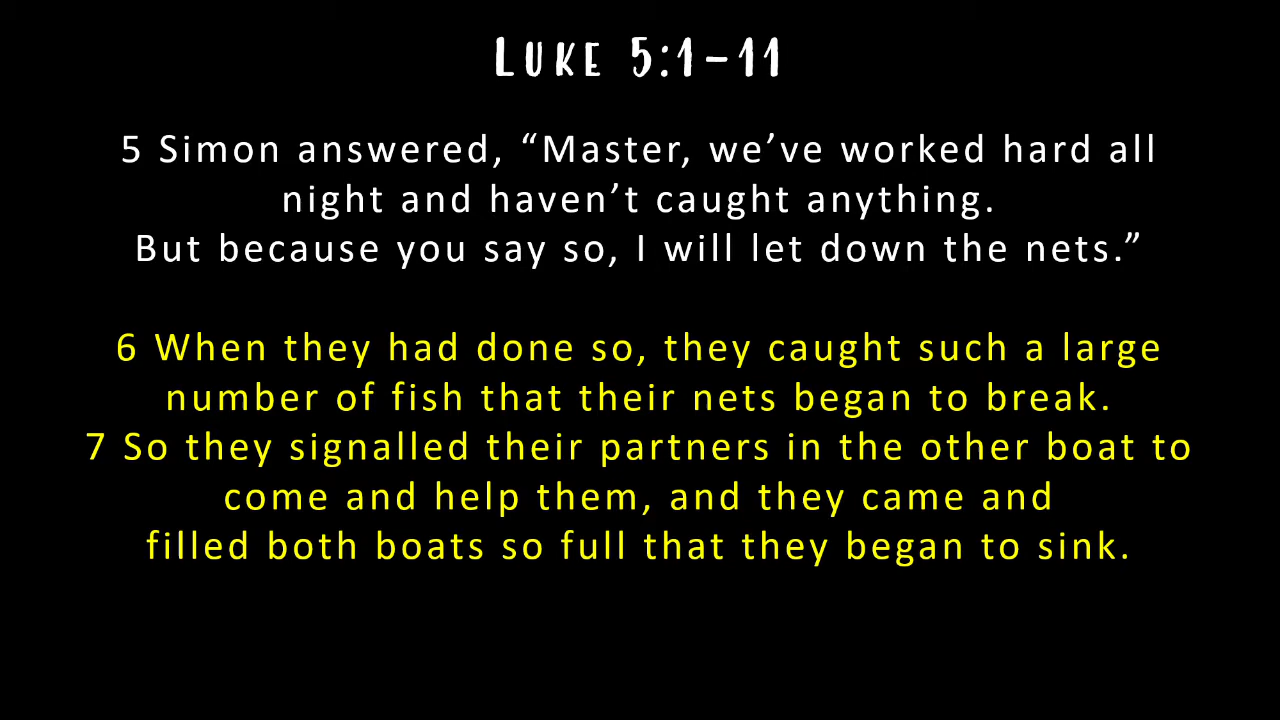 Luke 5:1-11
5 Simon answered, “Master, we’ve worked hard all
night and haven’t caught anything.
But because you say so, I will let down the nets.”
6 When they had done so, they caught such a large
number of fish that their nets began to break.
7 So they signalled their partners in the other boat to
come and help them, and they came and
filled both boats so full that they began to sink.